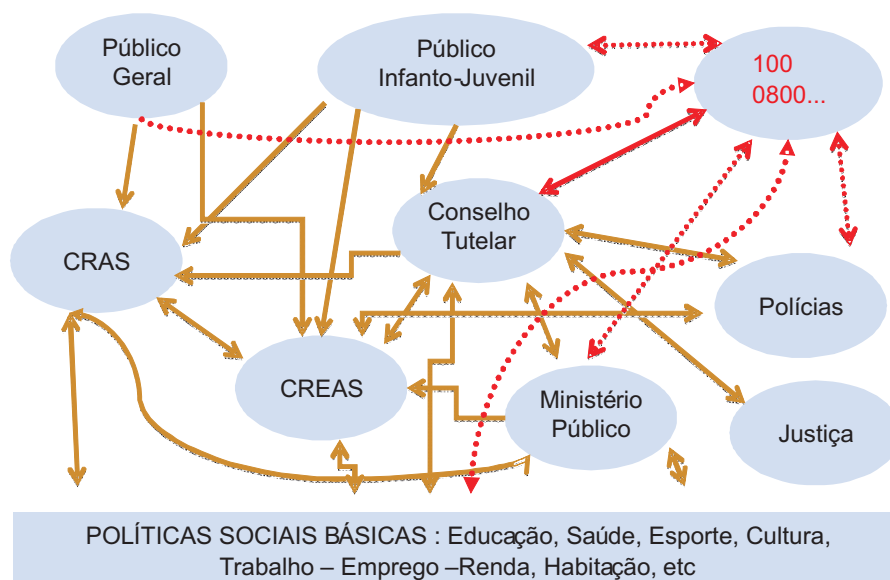 Público
Geral
Público
Infanto-Juvenil
100
0800...
Conselho
Tutelar
CRAS
Polícias
CREAS
Ministério
Público
Justiça
POLÍTICAS SOCIAIS BÁSICAS : Educação, Saúde, Esporte, Cultura,
Trabalho – Emprego –Renda, Habitação, etc